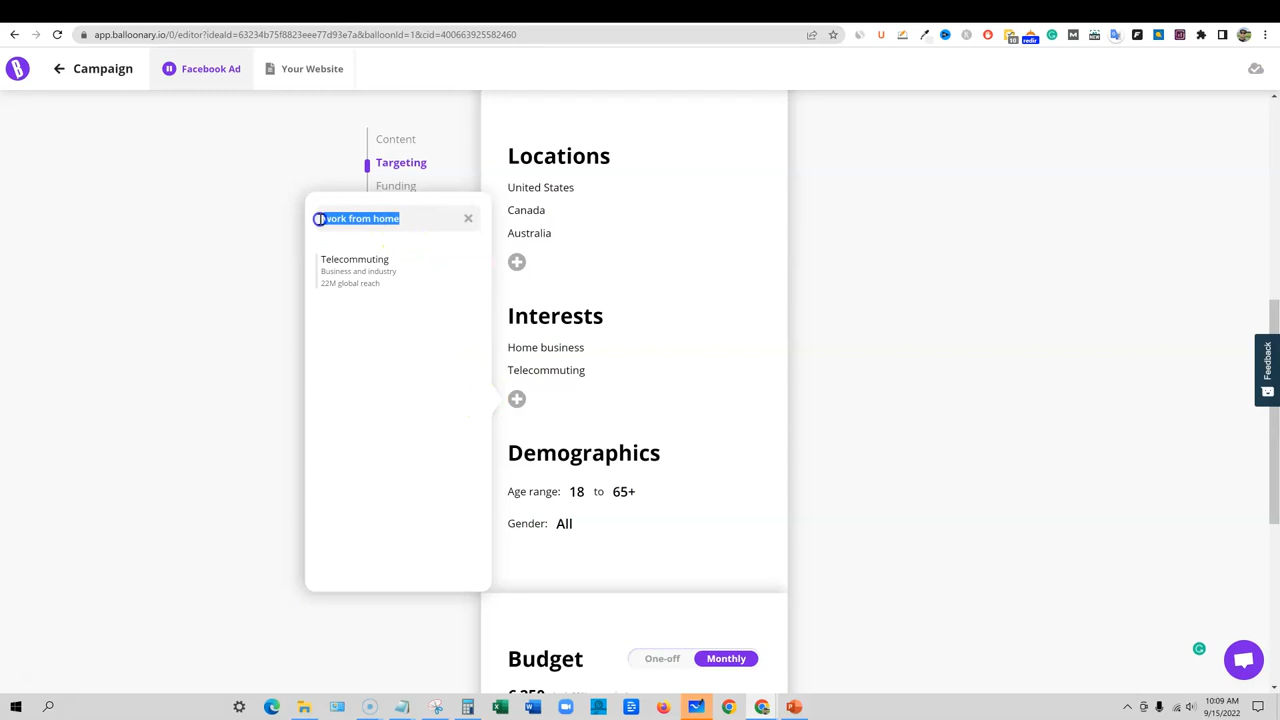 app.balloonary.io/0/editor?ideaId=63234b75f8823eee77d93e7a&balloonId=1&cid=400663925582460
10
redir
Campaign
Facebook Ad
Your Website
Content
Targeting
Funding
work from home
Telecommuting
Business and industry
22M global reach
Locations
United States
Canada
Australia
Interests
Home business
Telecommuting
Demographics
Age range: 18 to 65+
Gender: All
Budget
One-off
Monthly
Feedback
10:09 AM
9/15/2022